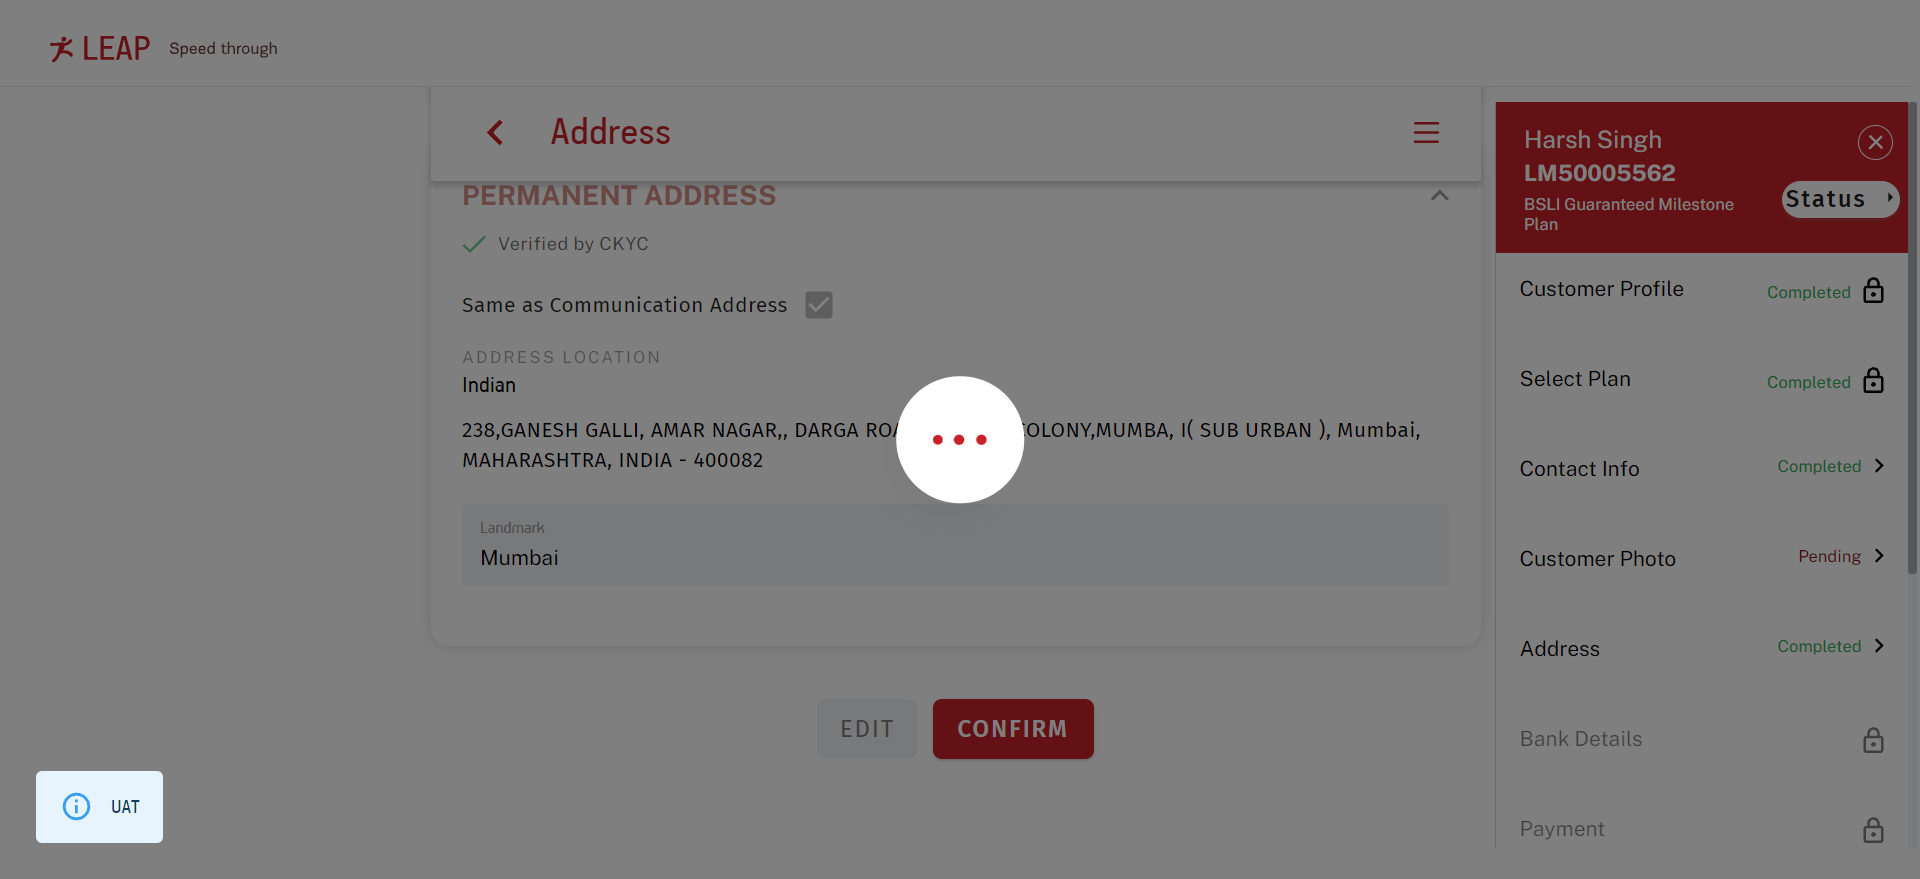 LEAP Speed through
Address
PERMANENT ADDRESS
Verified by CKYC
Same as Communication Address
ADDRESS LOCATION
Indian
238,GANESH GALLI, AMAR NAGAR,, DARGA OLONY,MUMBA, I( SUB URBAN ), Mumbai,
MAHARASHTRA, INDIA - 400082
Landmark
Mumbai
EDIT CONFIRM
UAT
Harsh Singh
LM50005562
BSLI Guaranteed Milestone
Plan
Status
Customer Profile Completed
Select Plan Completed
Contact Info Completed
Customer Photo Pending
Address Completed
Bank Details
Payment